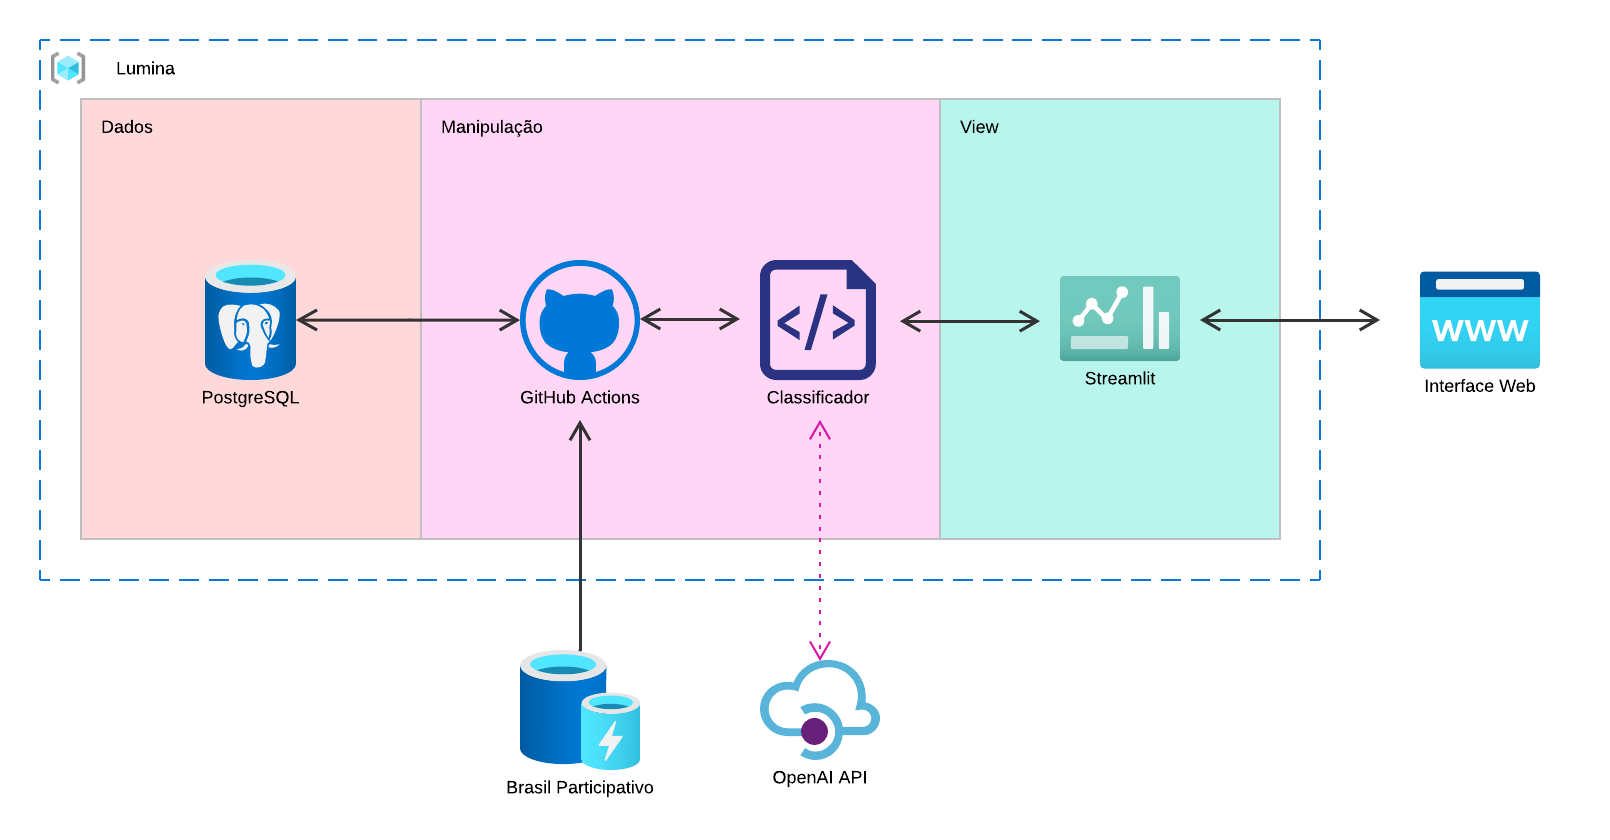 Lumina
Dados
Manipulação
View
PostgreSQL
GitHub Actions
Classificador
Streamlit
www
Interface Web
Brasil Participativo
OpenAI API